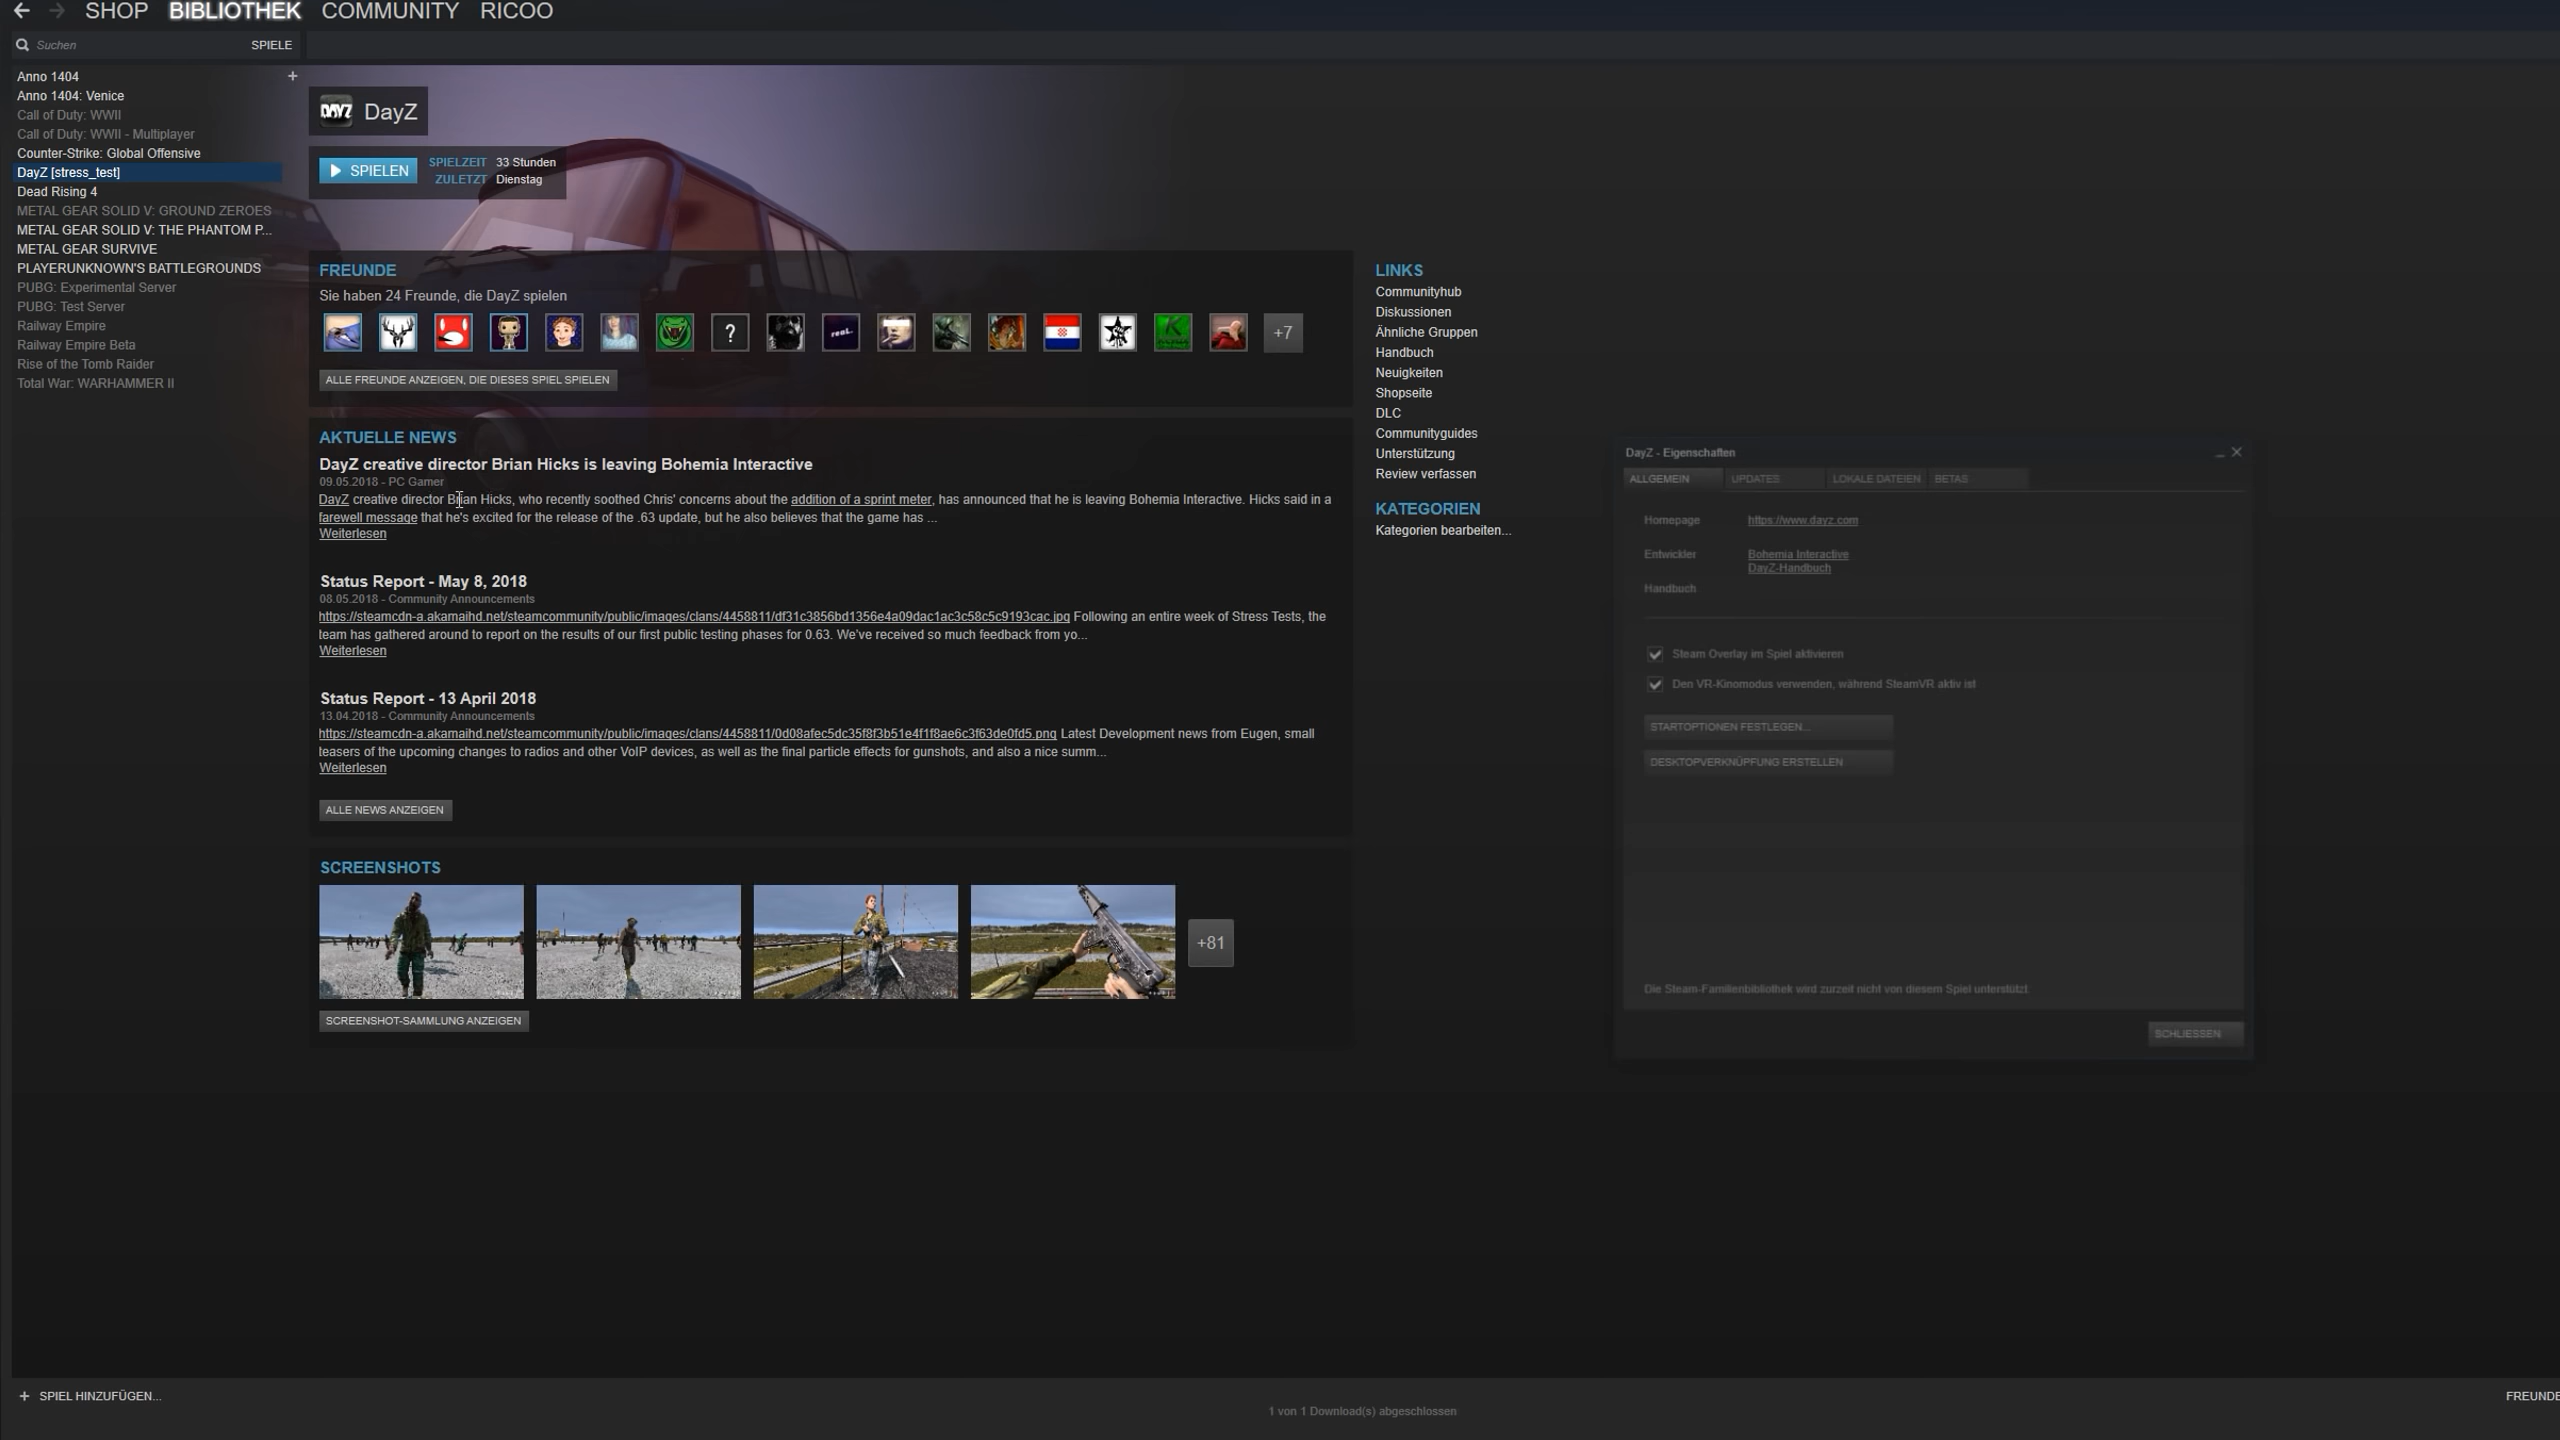 SHOP BIBLIOTHEK COMMUNITY RICOO
Suchen SPIELE
Anno 1404
Anno 1404: Venice
Call of Duty: WWII
Call of Duty: WWII - Multiplayer
Counter-Strike: Global Offensive
DayZ [stress_test]
Dead Rising 4
METAL GEAR SOLID V: GROUND ZEROES
METAL GEAR SOLID V: THE PHANTOM P...
METAL GEAR SURVIVE
PLAYERUNKNOWN'S BATTLEGROUNDS
PUBG: Experimental Server
PUBG: Test Server
Railway Empire
Railway Empire Beta
Rise of the Tomb Raider
Total War: WARHAMMER II
DAYZ DayZ
SPIELEN
SPIELZEIT 33 Stunden
ZULETZT Dienstag
FREUNDE
Sie haben 24 Freunde, die DayZ spielen
?
real.
+7
ALLE FREUNDE ANZEIGEN, DIE DIESES SPIEL SPIELEN
AKTUELLE NEWS
DayZ creative director Brian Hicks is leaving Bohemia Interactive
09.05.2018 - PC Gamer
DayZ creative director Brian Hicks, who recently soothed Chris' concerns about the addition of a sprint meter, has announced that he is leaving Bohemia Interactive. Hicks said in a
farewell message that he's excited for the release of the .63 update, but he also believes that the game has ...
Weiterlesen
Status Report - May 8, 2018
08.05.2018 - Community Announcements
https://steamcdn-a.akamaihd.net/steamcommunity/public/images/clans/4458811/df31c3856bd1356e4a09dac1ac3c58c5c9193cac.jpg Following an entire week of Stress Tests, the
team has gathered around to report on the results of our first public testing phases for 0.63. We've received so much feedback from yo...
Weiterlesen
Status Report - 13 April 2018
13.04.2018 - Community Announcements
https://steamcdn-a.akamaihd.net/steamcommunity/public/images/clans/4458811/0d08afec5dc35f8f3b51e4f1f8ae6c3f63de0fd5.png Latest Development news from Eugen, small
teasers of the upcoming changes to radios and other VoIP devices, as well as the final particle effects for gunshots, and also a nice summ...
Weiterlesen
ALLE NEWS ANZEIGEN
SCREENSHOTS
+81
SCREENSHOT-SAMMLUNG ANZEIGEN
LINKS
Communityhub
Diskussionen
Ähnliche Gruppen
Handbuch
Neuigkeiten
Shopseite
DLC
Communityguides
Unterstützung
Review verfassen
KATEGORIEN
Kategorien bearbeiten...
DayZ - Eigenschaften
ALLGEMEIN UPDATES LOKALE DATEIEN BETAS
Homepage https://www.dayz.com
Entwickler Bohemia Interactive
DayZ-Handbuch
Handbuch
Steam Overlay im Spiel aktivieren
Den VR-Kinomodus verwenden, während SteamVR aktiv ist
STARTOPTIONEN FESTLEGEN...
DESKTOPVERKNÜPFUNG ERSTELLEN
Die Steam-Familienbibliothek wird zurzeit nicht von diesem Spiel unterstützt
SCHLIESSEN
SPIEL HINZUFÜGEN...
1 von 1 Download(s) abgeschlossen
FREUNDE